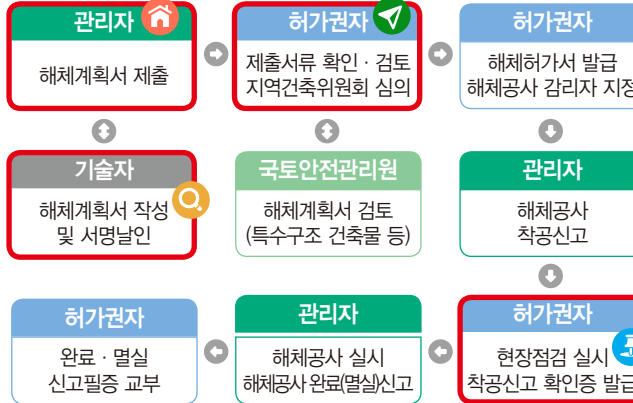 관리자
해체계획서 제출
허가권자
제출서류 확인 · 검토
지역건축위원회 심의
허가권자
해체허가서 발급
해체공사 감리자 지정
기술자
해체계획서 작성
및 서명날인
국토안전관리원
해체계획서 검토
(특수구조 건축물 등)
관리자
해체공사
착공신고
허가권자
완료 · 멸실
신고필증 교부
관리자
해체공사 실시
해체공사 완료(멸실)신고
허가권자
현장점검 실시
착공신고 확인증 발급